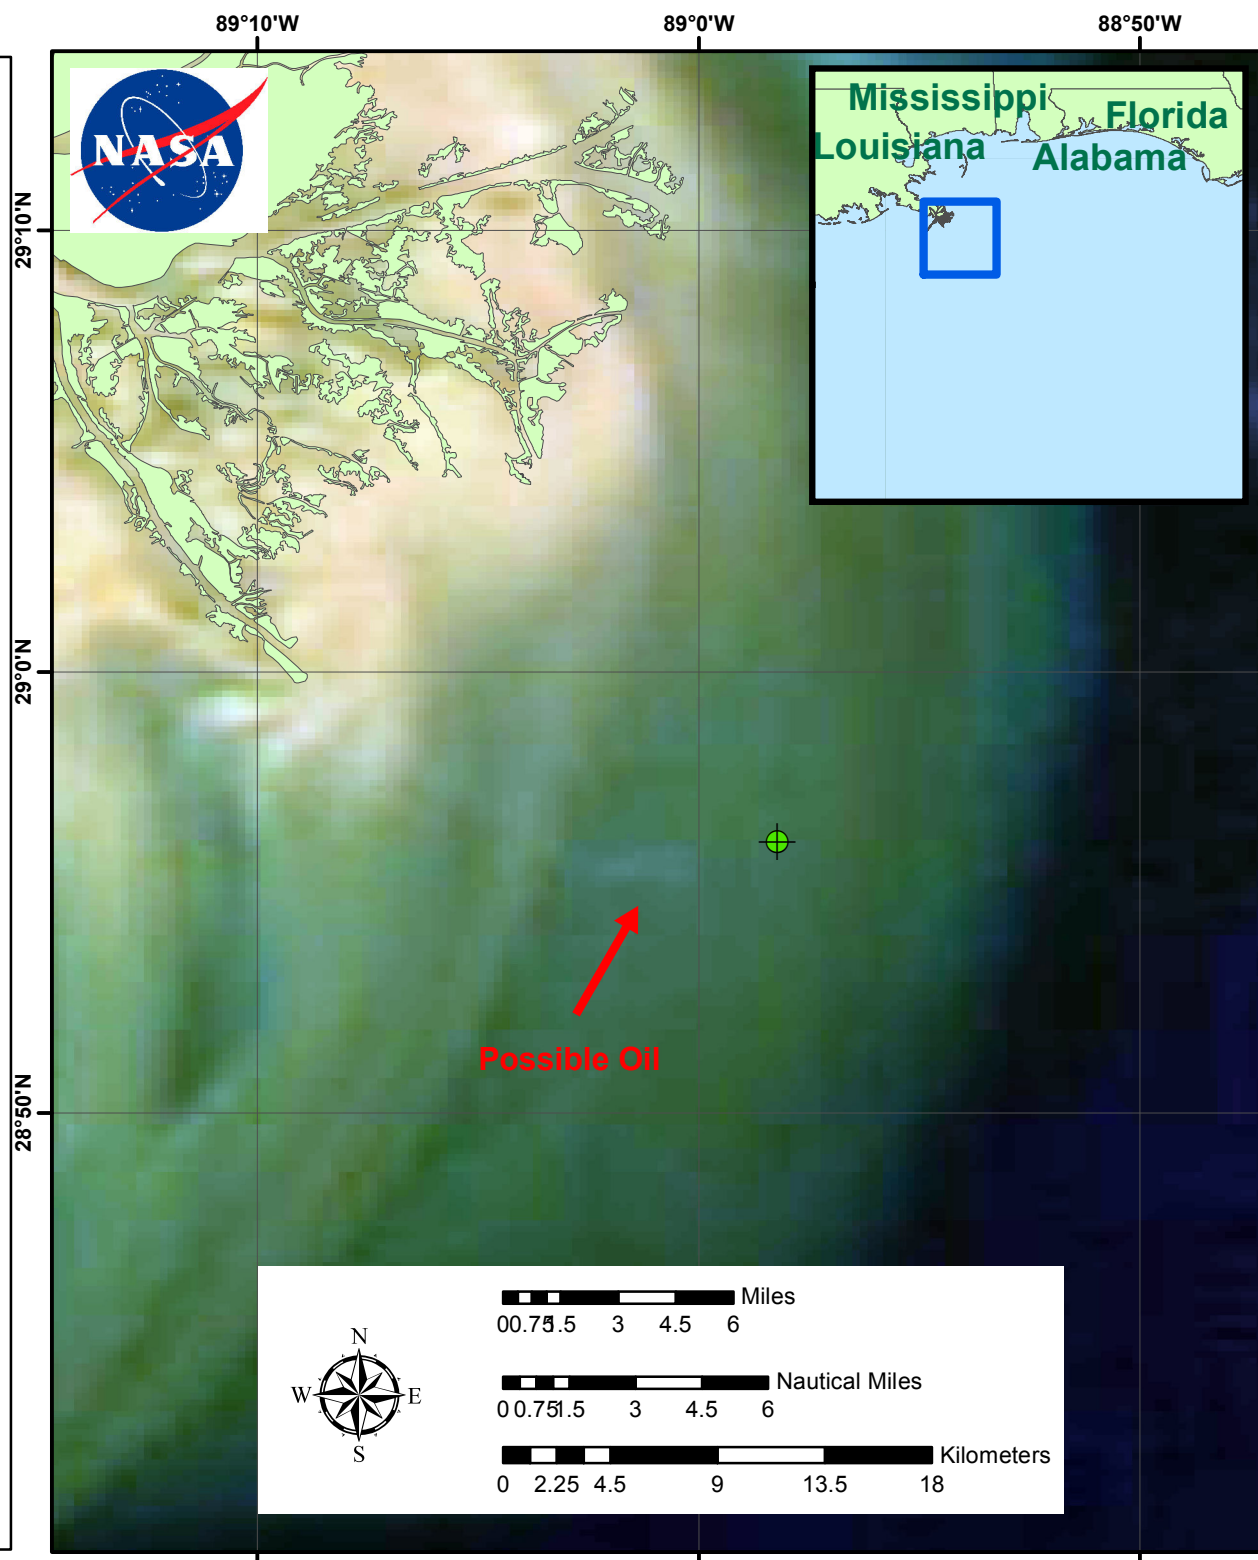 89°10'W
89°0'W
88°50'W
NASA
Mississippi
Florida
Louisiana
Alabama
29°10'N
29°0'N
28°50'N
Possible Oil
Miles
0 0.75 1.5 3 4.5 6
N
W E
S
Nautical Miles
0 0.75 1.5 3 4.5 6
Kilometers
0 2.25 4.5 9 13.5 18